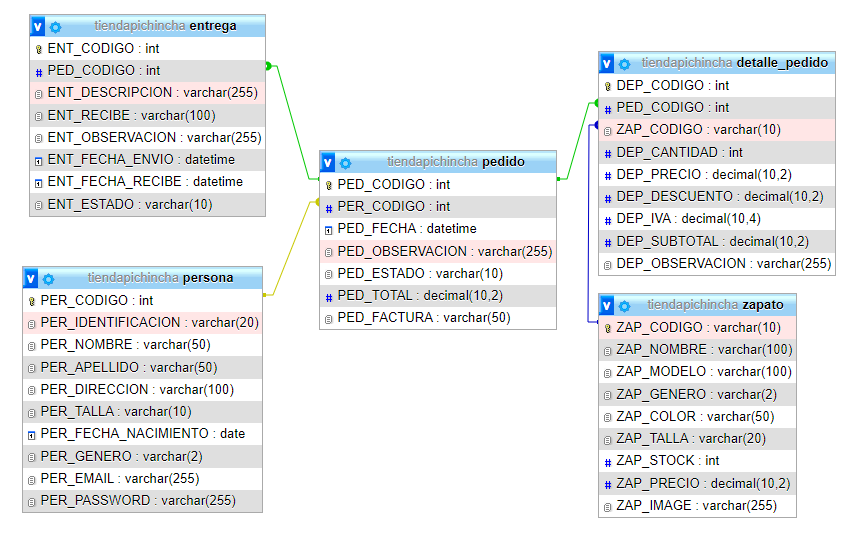 v tiendapichincha entrega
ENT_CODIGO : int
# PED_CODIGO : int
ENT_DESCRIPCION : varchar(255)
ENT_RECIBE : varchar(100)
ENT_OBSERVACION : varchar(255)
ENT_FECHA_ENVIO : datetime
ENT_FECHA_RECIBE : datetime
ENT_ESTADO : varchar(10)
v tiendapichincha persona
PER_CODIGO : int
PER_IDENTIFICACION : varchar(20)
PER_NOMBRE : varchar(50)
PER_APELLIDO : varchar(50)
PER_DIRECCION : varchar(100)
PER_TALLA : varchar(10)
PER_FECHA_NACIMIENTO : date
PER_GENERO : varchar(2)
PER_EMAIL : varchar(255)
PER_PASSWORD : varchar(255)
v tiendapichincha pedido
PED_CODIGO : int
# PER_CODIGO : int
PED_FECHA : datetime
PED_OBSERVACION : varchar(255)
PED_ESTADO : varchar(10)
# PED_TOTAL : decimal(10,2)
PED_FACTURA : varchar(50)
v tiendapichincha detalle_pedido
DEP_CODIGO : int
# PED_CODIGO : int
ZAP_CODIGO : varchar(10)
# DEP_CANTIDAD : int
# DEP_PRECIO : decimal(10,2)
# DEP_DESCUENTO : decimal(10,2)
# DEP_IVA : decimal(10,4)
# DEP_SUBTOTAL : decimal(10,2)
DEP_OBSERVACION : varchar(255)
v tiendapichincha zapato
ZAP_CODIGO : varchar(10)
ZAP_NOMBRE : varchar(100)
ZAP_MODELO : varchar(100)
ZAP_GENERO : varchar(2)
ZAP_COLOR : varchar(50)
ZAP_TALLA : varchar(20)
# ZAP_STOCK : int
# ZAP_PRECIO : decimal(10,2)
ZAP_IMAGE : varchar(255)